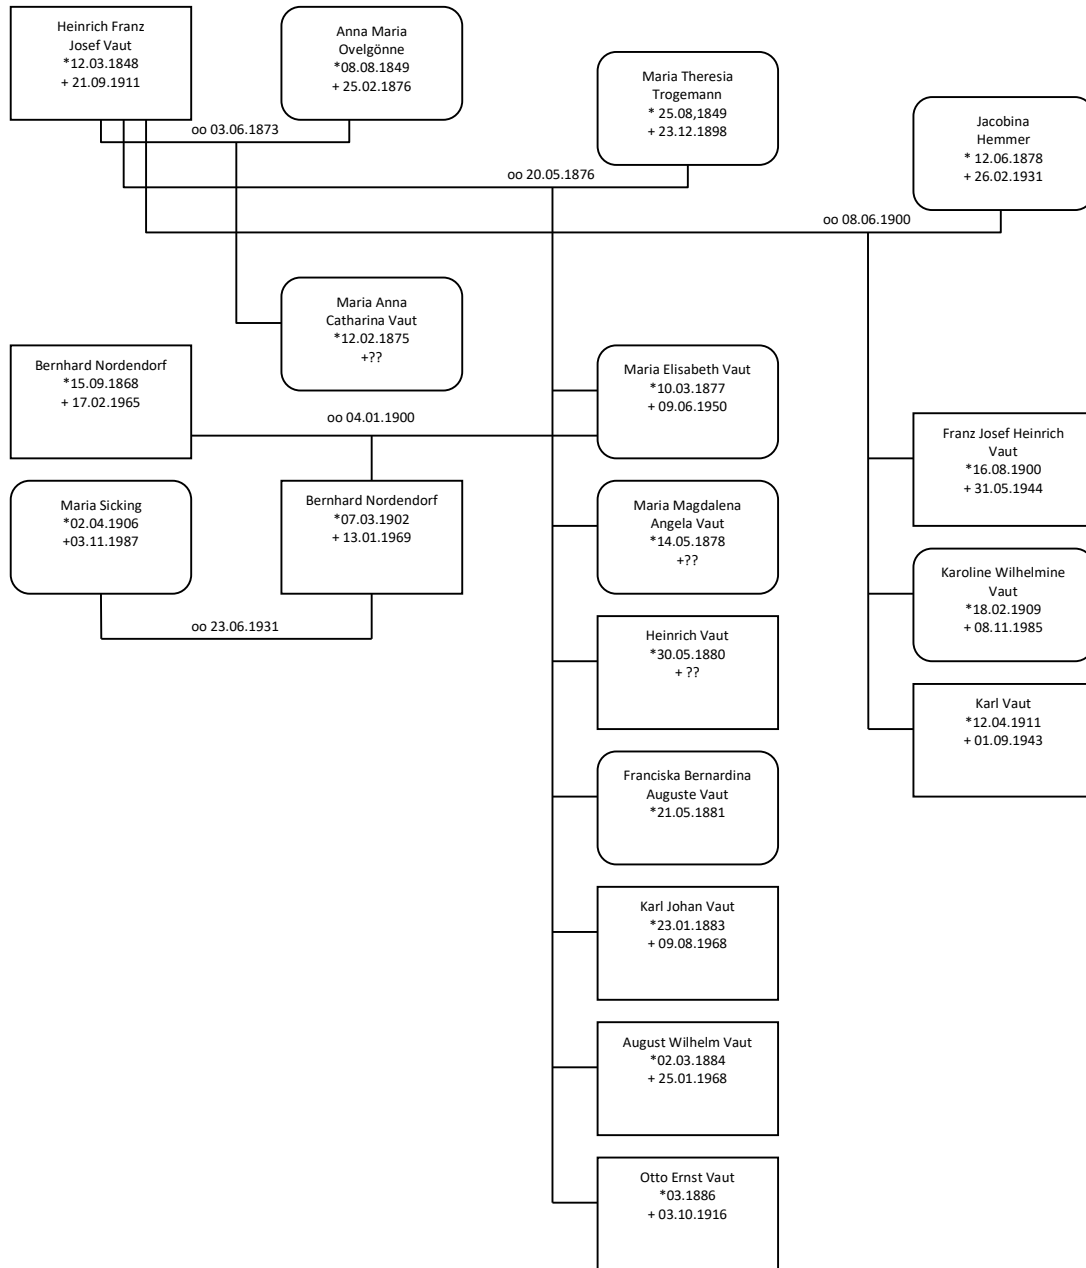 Heinrich Franz
Josef Vaut
*12.03.1848
+ 21.09.1911
Anna Maria
Ovelgönne
*08.08.1849
+ 25.02.1876
Maria Theresia
Trogemann
* 25.08,1849
+ 23.12.1898
Jacobina
Hemmer
* 12.06.1878
+ 26.02.1931
oo 03.06.1873
oo 20.05.1876
oo 08.06.1900
Maria Anna
Catharina Vaut
*12.02.1875
+??
Bernhard Nordendorf
*15.09.1868
+ 17.02.1965
oo 04.01.1900
Maria Elisabeth Vaut
*10.03.1877
+ 09.06.1950
Franz Josef Heinrich
Vaut
*16.08.1900
+ 31.05.1944
Maria Sicking
*02.04.1906
+03.11.1987
Bernhard Nordendorf
*07.03.1902
+ 13.01.1969
oo 23.06.1931
Maria Magdalena
Angela Vaut
*14.05.1878
+??
Karoline Wilhelmine
Vaut
*18.02.1909
+ 08.11.1985
Heinrich Vaut
*30.05.1880
+ ??
Karl Vaut
*12.04.1911
+ 01.09.1943
Franciska Bernardina
Auguste Vaut
*21.05.1881
Karl Johan Vaut
*23.01.1883
+ 09.08.1968
August Wilhelm Vaut
*02.03.1884
+ 25.01.1968
Otto Ernst Vaut
*03.1886
+ 03.10.1916